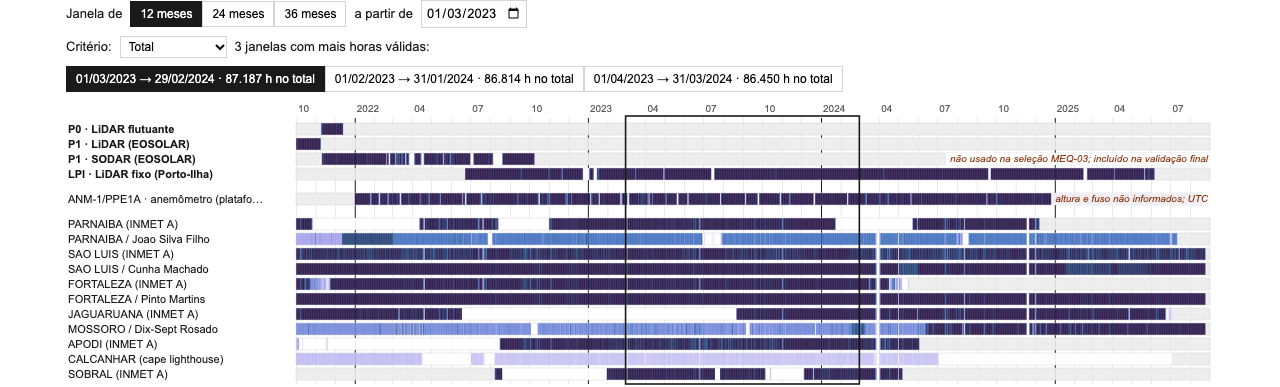 Janela de 12 meses 24 meses 36 meses a partir de 01/03/2023
Critério: Total 3 janelas com mais horas válidas:
01/03/2023 → 29/02/2024 · 87.187 h no total 01/02/2023 → 31/01/2024 · 86.814 h no total 01/04/2023 → 31/03/2024 · 86.450 h no total
10 2022 04 07 10 2023 04 07 10 2024 04 07 10 2025 04 07
P0 · LiDAR flutuante
P1 · LiDAR (EOSOLAR)
P1 · SODAR (EOSOLAR) não usado na seleção MEQ-03; incluído na validação final
LPI · LiDAR fixo (Porto-Ilha)
ANM-1/PPE1A · anemômetro (platafo… altura e fuso não informados; UTC
PARNAIBA (INMET A)
PARNAIBA / Joao Silva Filho
SAO LUIS (INMET A)
SAO LUIS / Cunha Machado
FORTALEZA (INMET A)
FORTALEZA / Pinto Martins
JAGUARUANA (INMET A)
MOSSORO / Dix-Sept Rosado
APODI (INMET A)
CALCANHAR (cape lighthouse)
SOBRAL (INMET A)